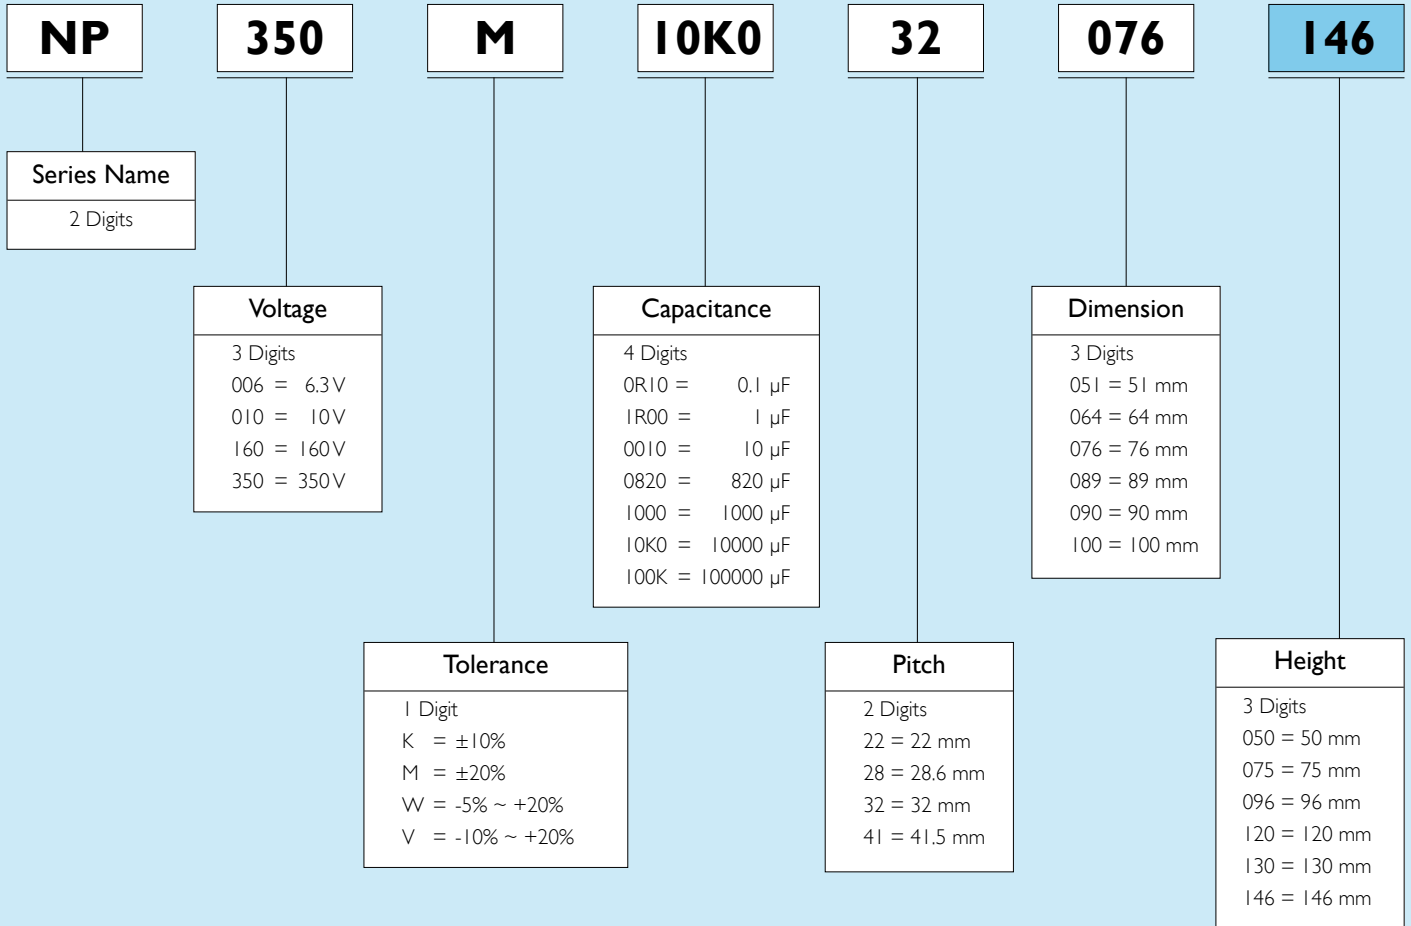 NP 350 M 10K0 32 076 146
Series Name
2 Digits
Voltage
3 Digits
006 = 6.3 V
010 = 10 V
160 = 160 V
350 = 350 V
Capacitance
4 Digits
0R10 = 0.1 µF
1R00 = 1 µF
0010 = 10 µF
0820 = 820 µF
1000 = 1000 µF
10K0 = 10000 µF
100K = 100000 µF
Dimension
3 Digits
051 = 51 mm
064 = 64 mm
076 = 76 mm
089 = 89 mm
090 = 90 mm
100 = 100 mm
Tolerance
1 Digit
K = ±10%
M = ±20%
W = -5% ~ +20%
V = -10% ~ +20%
Pitch
2 Digits
22 = 22 mm
28 = 28.6 mm
32 = 32 mm
41 = 41.5 mm
Height
3 Digits
050 = 50 mm
075 = 75 mm
096 = 96 mm
120 = 120 mm
130 = 130 mm
146 = 146 mm